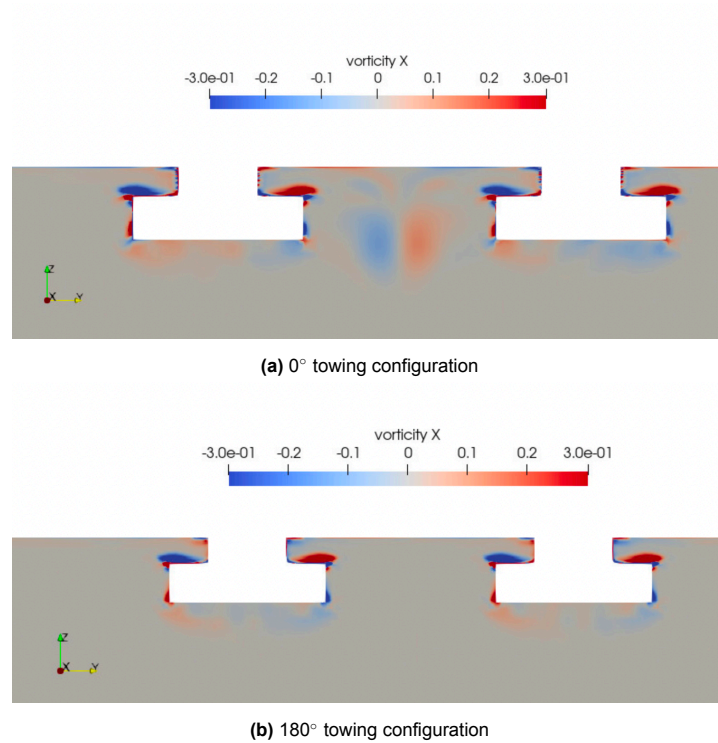 vorticity X
-3.0e-01 -0.2 -0.1 0 0.1 0.2 3.0e-01
Z
X Y
(a) 0° towing configuration
vorticity X
-3.0e-01 -0.2 -0.1 0 0.1 0.2 3.0e-01
Z
X Y
(b) 180° towing configuration